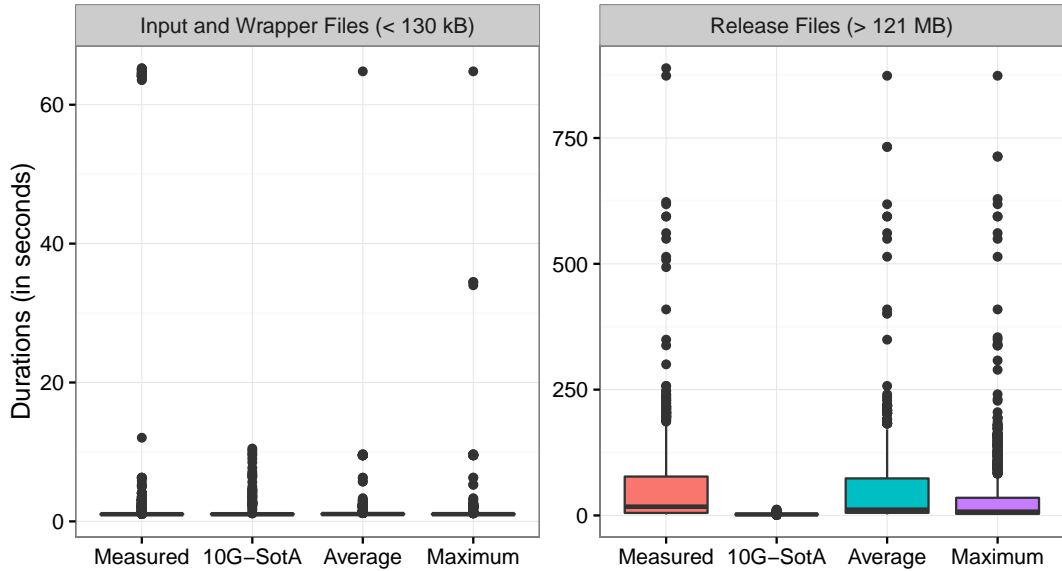 Input and Wrapper Files (< 130 kB)
Release Files (> 121 MB)
Durations (in seconds)
60
40
20
0
750
500
250
0
Measured 10G−SotA Average Maximum
Measured 10G−SotA Average Maximum